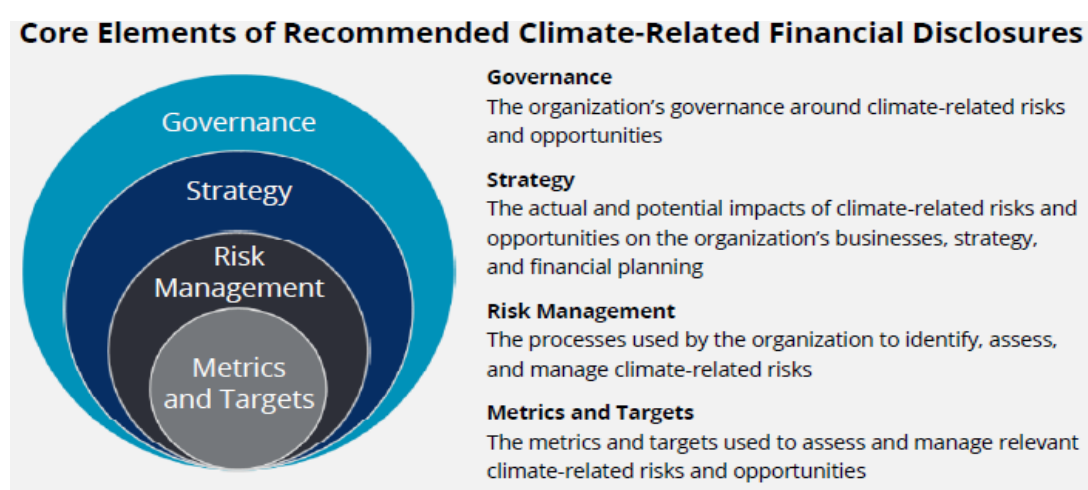 Core Elements of Recommended Climate-Related Financial Disclosures
Governance
Strategy
Risk
Management
Metrics
and Targets
Governance
The organization's governance around climate-related risks
and opportunities
Strategy
The actual and potential impacts of climate-related risks and
opportunities on the organization's businesses, strategy,
and financial planning
Risk Management
The processes used by the organization to identify, assess,
and manage climate-related risks
Metrics and Targets
The metrics and targets used to assess and manage relevant
climate-related risks and opportunities